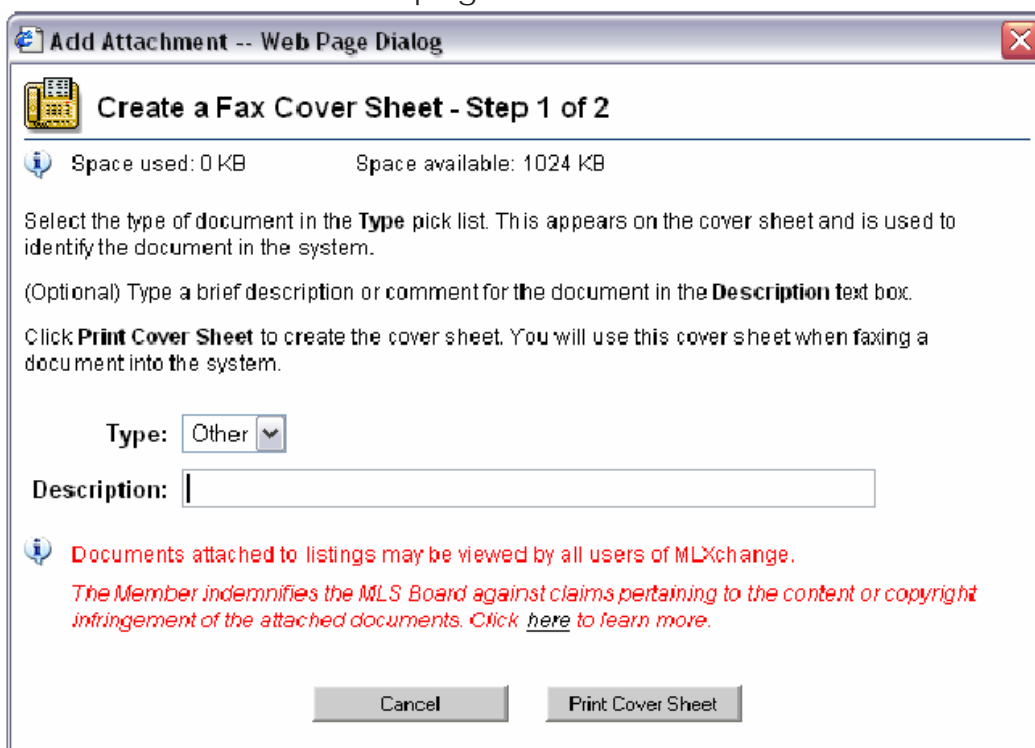 Add Attachment -- Web Page Dialog
Create a Fax Cover Sheet - Step 1 of 2
Space used: 0 KB Space available: 1024 KB
Select the type of document in the Type pick list. This appears on the cover sheet and is used to
identify the document in the system.
(Optional) Type a brief description or comment for the document in the Description text box.
Click Print Cover Sheet to create the cover sheet. You will use this cover sheet when faxing a
document into the system.
Type: Other
Description:
Documents attached to listings may be viewed by all users of MLXchange.
The Member indemnifies the MLS Board against claims pertaining to the content or copyright
infringement of the attached documents. Click here to learn more.
Cancel Print Cover Sheet